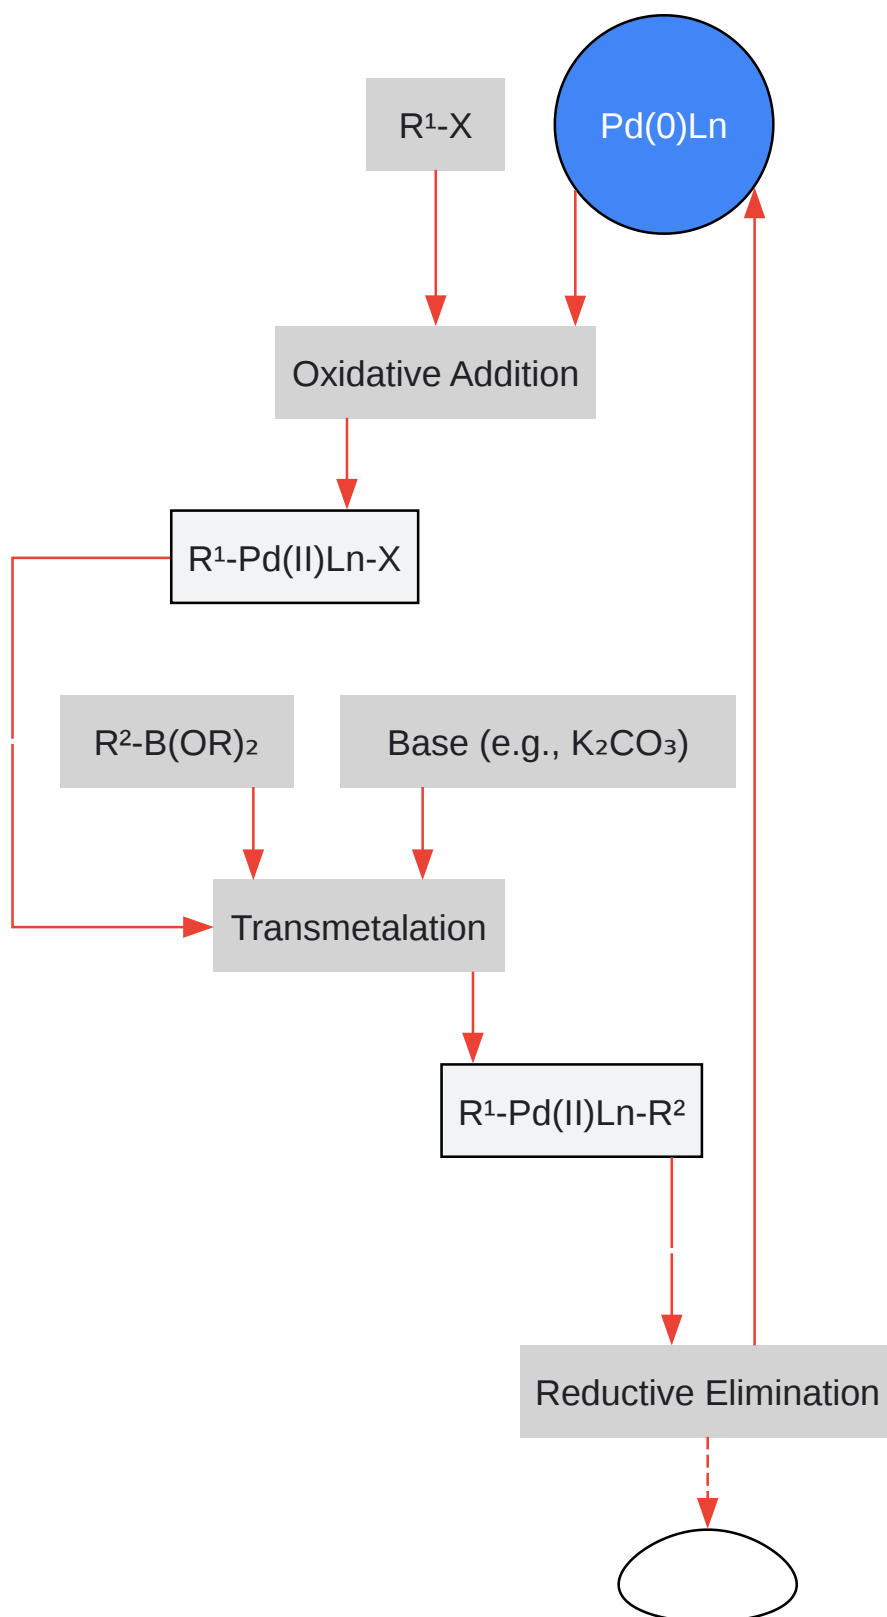 R¹-X
Pd(0)Ln
Oxidative Addition
R¹-Pd(II)Ln-X
R²-B(OR)₂
Base (e.g., K₂CO₃)
Transmetalation
R¹-Pd(II)Ln-R²
Reductive Elimination